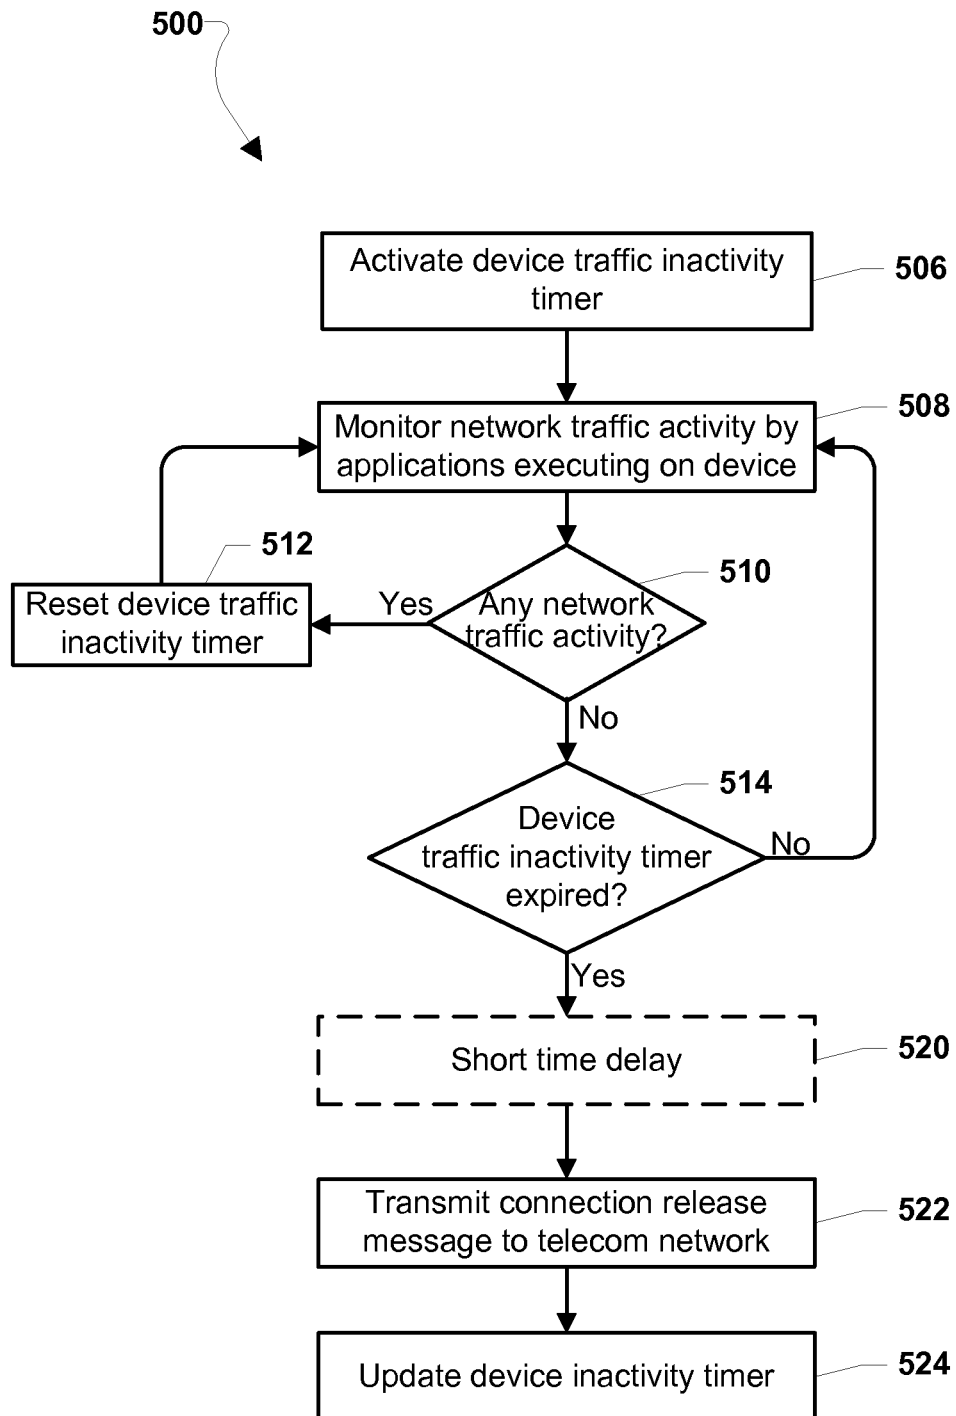 500
Activate device traffic inactivity
timer
506
508
Monitor network traffic activity by
applications executing on device
512
510
Reset device traffic
inactivity timer
Yes
Any network
traffic activity?
No
514
Device
traffic inactivity timer
expired?
No
Yes
Short time delay
520
Transmit connection release
message to telecom network
522
Update device inactivity timer
524